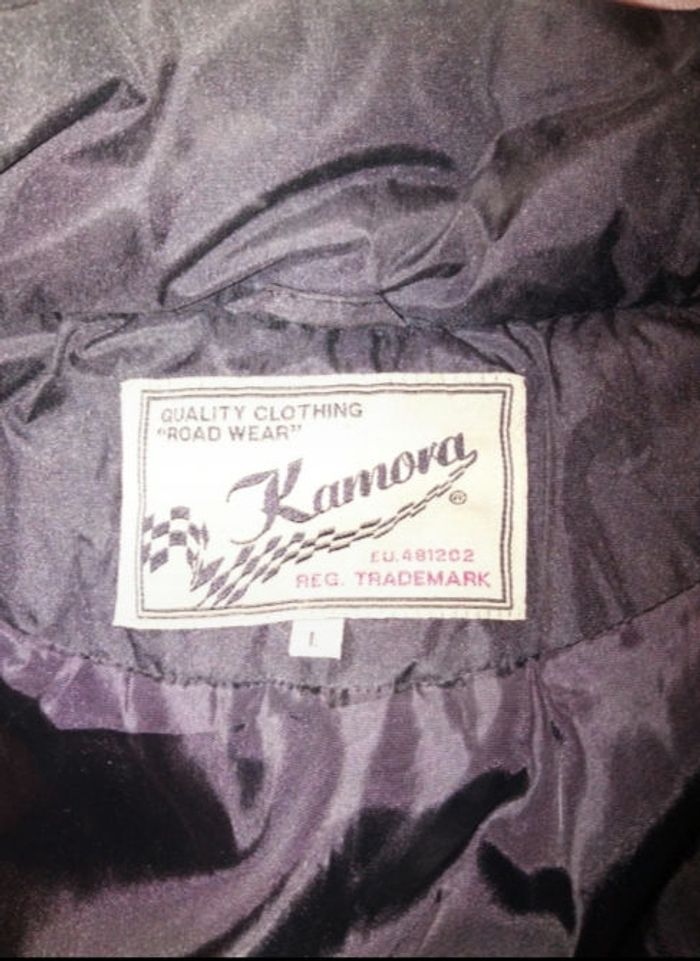 QUALITY CLOTHING
"ROAD WEAR"
Kamora
®
EU.481202
REG. TRADEMARK
L